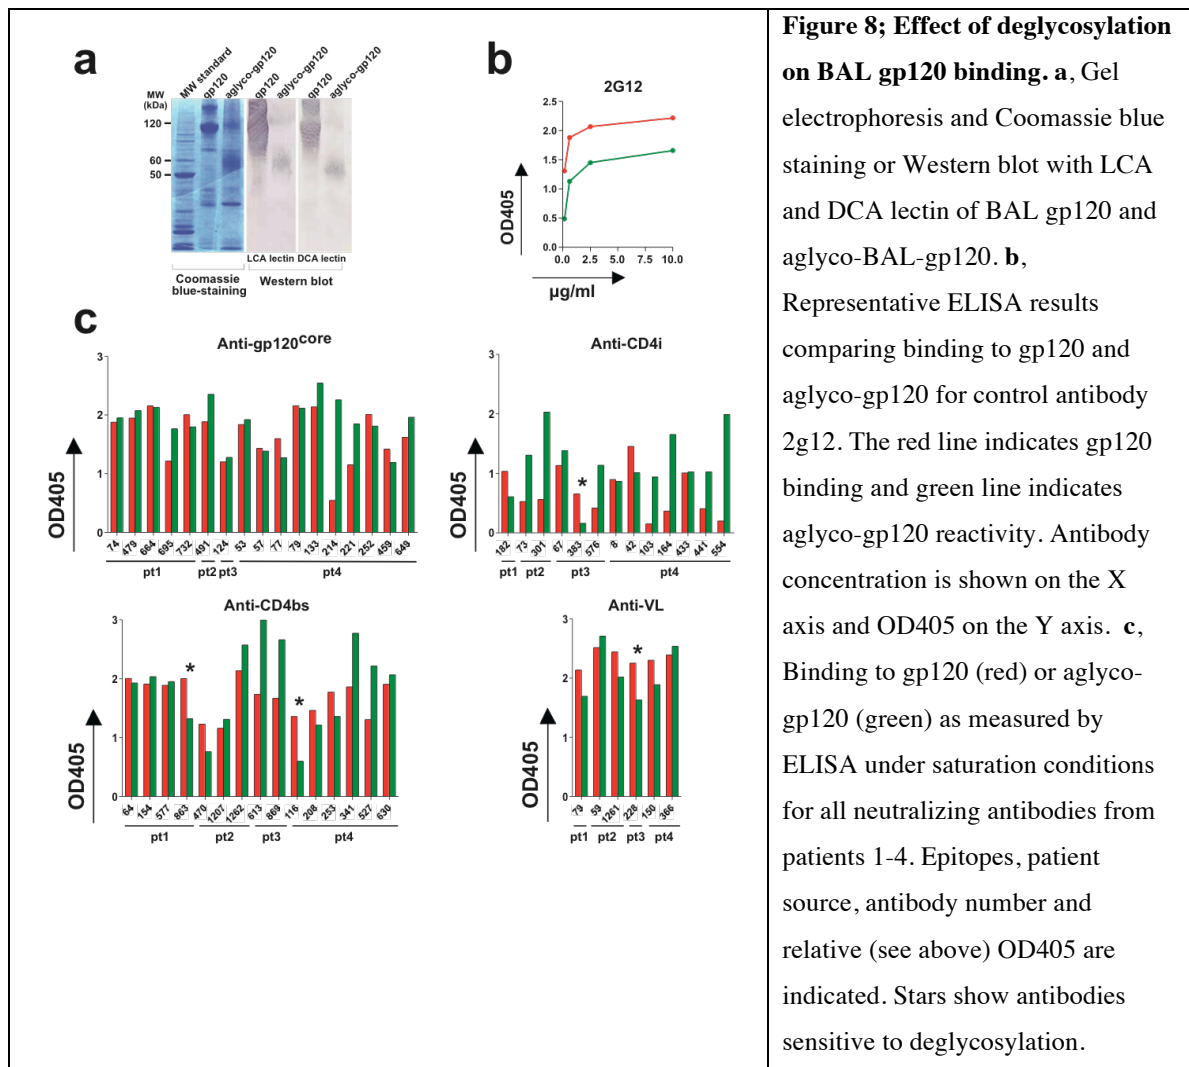 a
MW standard
gp120
aglyco-gp120
gp120
aglyco-gp120
gp120
aglyco-gp120
MW
(kDa)
120
60
50
LCA lectin DCA lectin
Coomassie
blue-staining
Western blot
b
2G12
2.5
2.0
1.5
1.0
0.5
0.0
0.0 2.5 5.0 7.5 10.0
OD405
µg/ml
c
Anti-gp120core
3
2
1
0
OD405
74 479 664 695 732 491 124 53 57 77 79 133 214 221 252 459 649
pt1 pt2 pt3 pt4
Anti-CD4i
3
2
1
0
OD405
*
182 73 301 67 383 576 8 42 103 164 433 441 554
pt1 pt2 pt3 pt4
Anti-CD4bs
3
2
1
0
OD405
* *
64 154 577 863 470 1207 1262 613 869 116 208 253 341 527 630
pt1 pt2 pt3 pt4
Anti-VL
3
2
1
0
OD405
*
79 59 1261 228 150 366
pt1 pt2 pt3 pt4
Figure 8; Effect of deglycosylation
on BAL gp120 binding. a, Gel
electrophoresis and Coomassie blue
staining or Western blot with LCA
and DCA lectin of BAL gp120 and
aglyco-BAL-gp120. b,
Representative ELISA results
comparing binding to gp120 and
aglyco-gp120 for control antibody
2g12. The red line indicates gp120
binding and green line indicates
aglyco-gp120 reactivity. Antibody
concentration is shown on the X
axis and OD405 on the Y axis. c,
Binding to gp120 (red) or aglyco-
gp120 (green) as measured by
ELISA under saturation conditions
for all neutralizing antibodies from
patients 1-4. Epitopes, patient
source, antibody number and
relative (see above) OD405 are
indicated. Stars show antibodies
sensitive to deglycosylation.